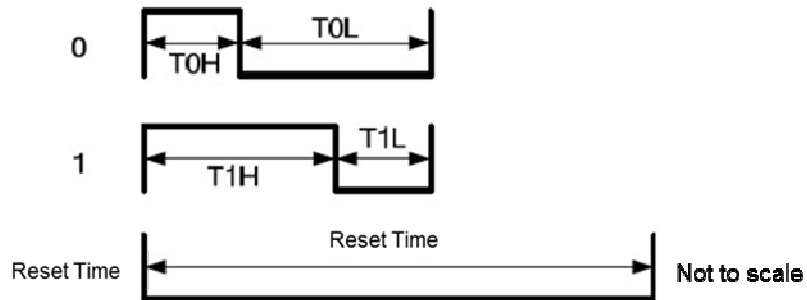 0
T0H
T0L
1
T1H
T1L
Reset Time
Reset Time
Not to scale